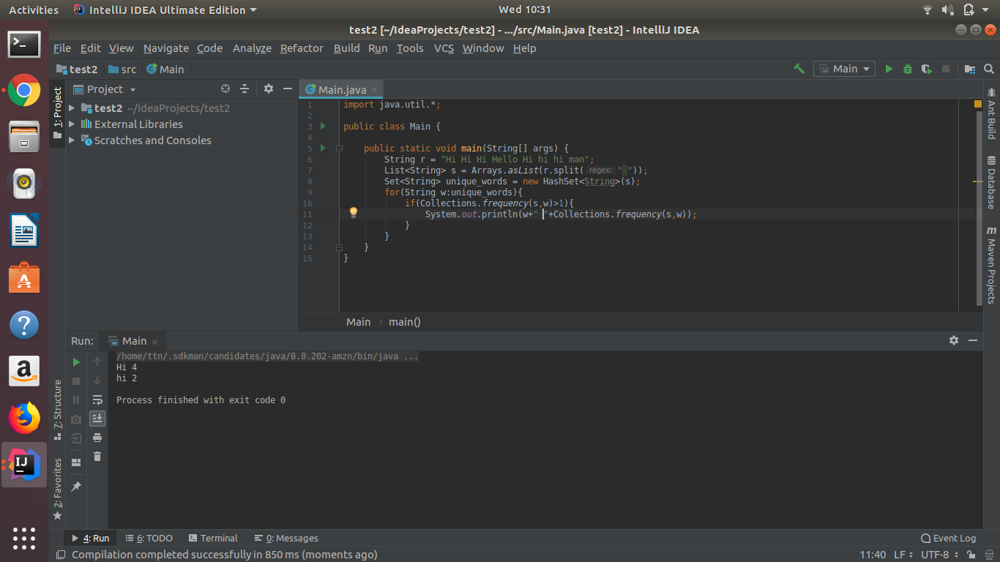 Activities IntelliJ IDEA Ultimate Edition Wed 10:31
test2 [~/IdeaProjects/test2] - .../src/Main.java [test2] - IntelliJ IDEA
File Edit View Navigate Code Analyze Refactor Build Run Tools VCS Window Help
test2 src Main Main
1: Project
Project
test2 ~/IdeaProjects/test2
External Libraries
Scratches and Consoles
Main.java
1 import java.util.*;
2
3 public class Main {
4
5 public static void main(String[] args) {
6 String r = "Hi Hi Hi Hello Hi hi hi man";
7 List<String> s = Arrays.asList(r.split( regex: " "));
8 Set<String> unique_words = new HashSet<String>(s);
9 for(String w:unique_words){
10 if(Collections.frequency(s,w)>1){
11 System.out.println(w+" "+Collections.frequency(s,w));
12 }
13 }
14 }
15 }
Main › main()
Ant Build
Database
m Maven Projects
Run: Main
/home/ttn/.sdkman/candidates/java/8.0.202-amzn/bin/java ...
Hi 4
hi 2
Process finished with exit code 0
7: Structure
2: Favorites
4: Run 6: TODO Terminal 0: Messages Event Log
Compilation completed successfully in 850 ms (moments ago) 11:40 LF UTF-8